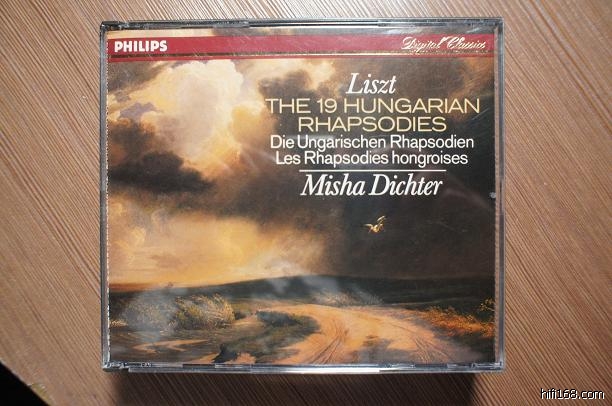 PHILIPS
Digital Classics
Liszt
THE 19 HUNGARIAN
RHAPSODIES
Die Ungarischen Rhapsodien
Les Rhapsodies hongroises
Misha Dichter
hifi168.com